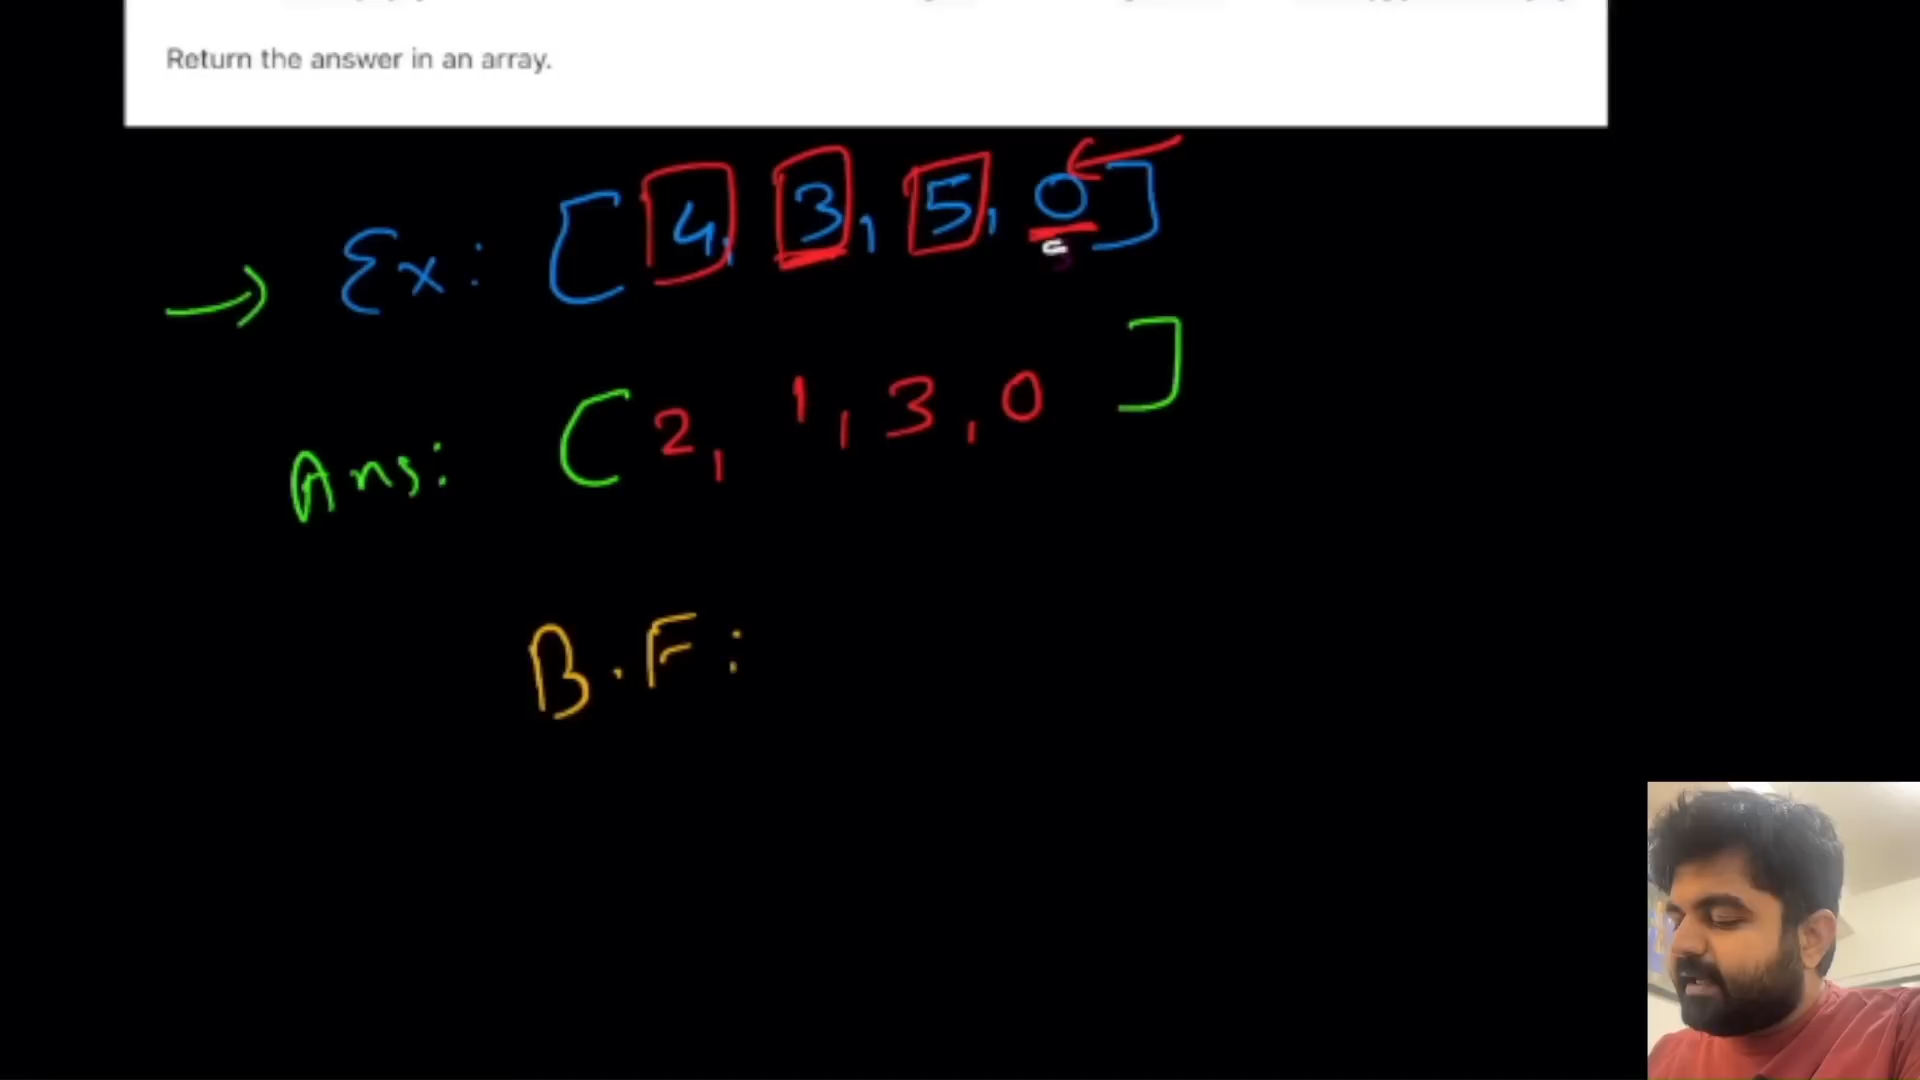 Return the answer in an array.
Ex: [4, 3, 5, 0]
Ans: [2, 1, 3, 0]
B.F: